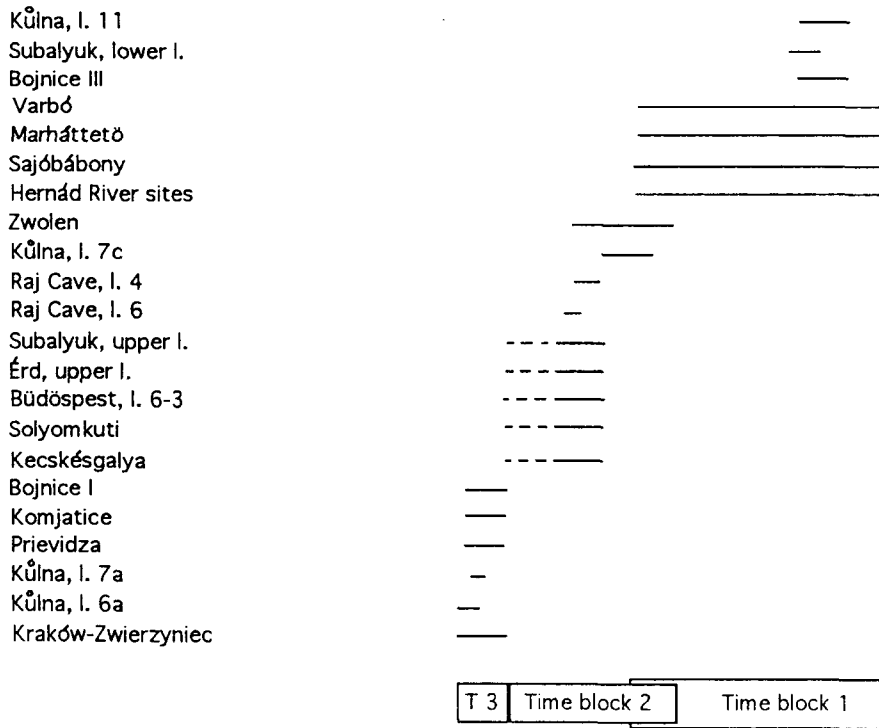 Kůlna, l. 11
Subalyuk, lower l.
Bojnice III
Varbó
Marháttetö
Sajóbábony
Hernád River sites
Zwolen
Kůlna, l. 7c
Raj Cave, l. 4
Raj Cave, l. 6
Subalyuk, upper l.
Érd, upper l.
Büdöspest, l. 6-3
Solyomkuti
Kecskésgalya
Bojnice I
Komjatice
Prievidza
Kůlna, l. 7a
Kůlna, l. 6a
Kraków-Zwierzyniec
T 3 Time block 2 Time block 1